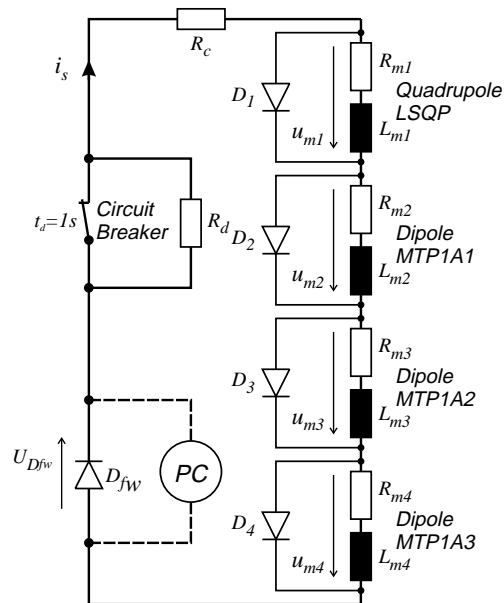 R_c
i_s
R_m1
Quadrupole
LSQP
D_1
u_m1
L_m1
t_d=1s
Circuit
Breaker
R_d
R_m2
Dipole
MTP1A1
D_2
u_m2
L_m2
R_m3
Dipole
MTP1A2
D_3
u_m3
L_m3
U_Dfw
D_fw
PC
R_m4
Dipole
MTP1A3
D_4
u_m4
L_m4